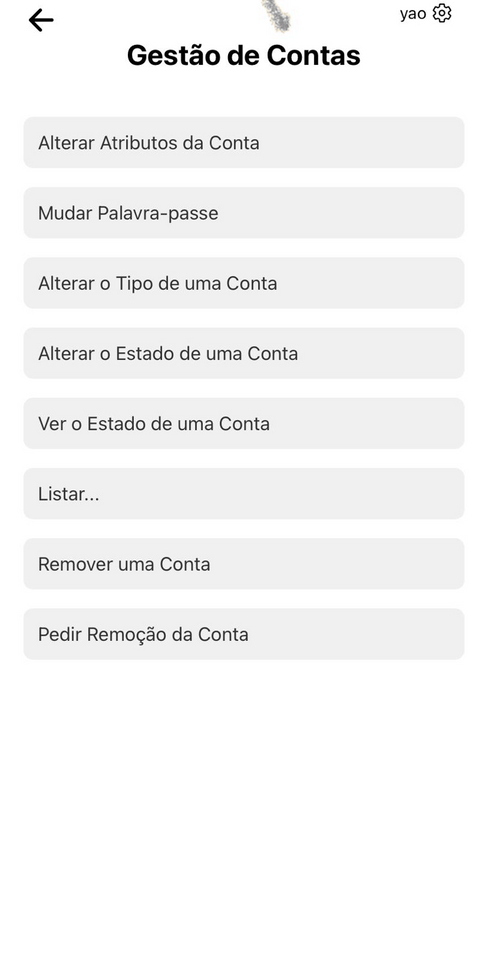 yao
Gestão de Contas
Alterar Atributos da Conta
Mudar Palavra-passe
Alterar o Tipo de uma Conta
Alterar o Estado de uma Conta
Ver o Estado de uma Conta
Listar...
Remover uma Conta
Pedir Remoção da Conta